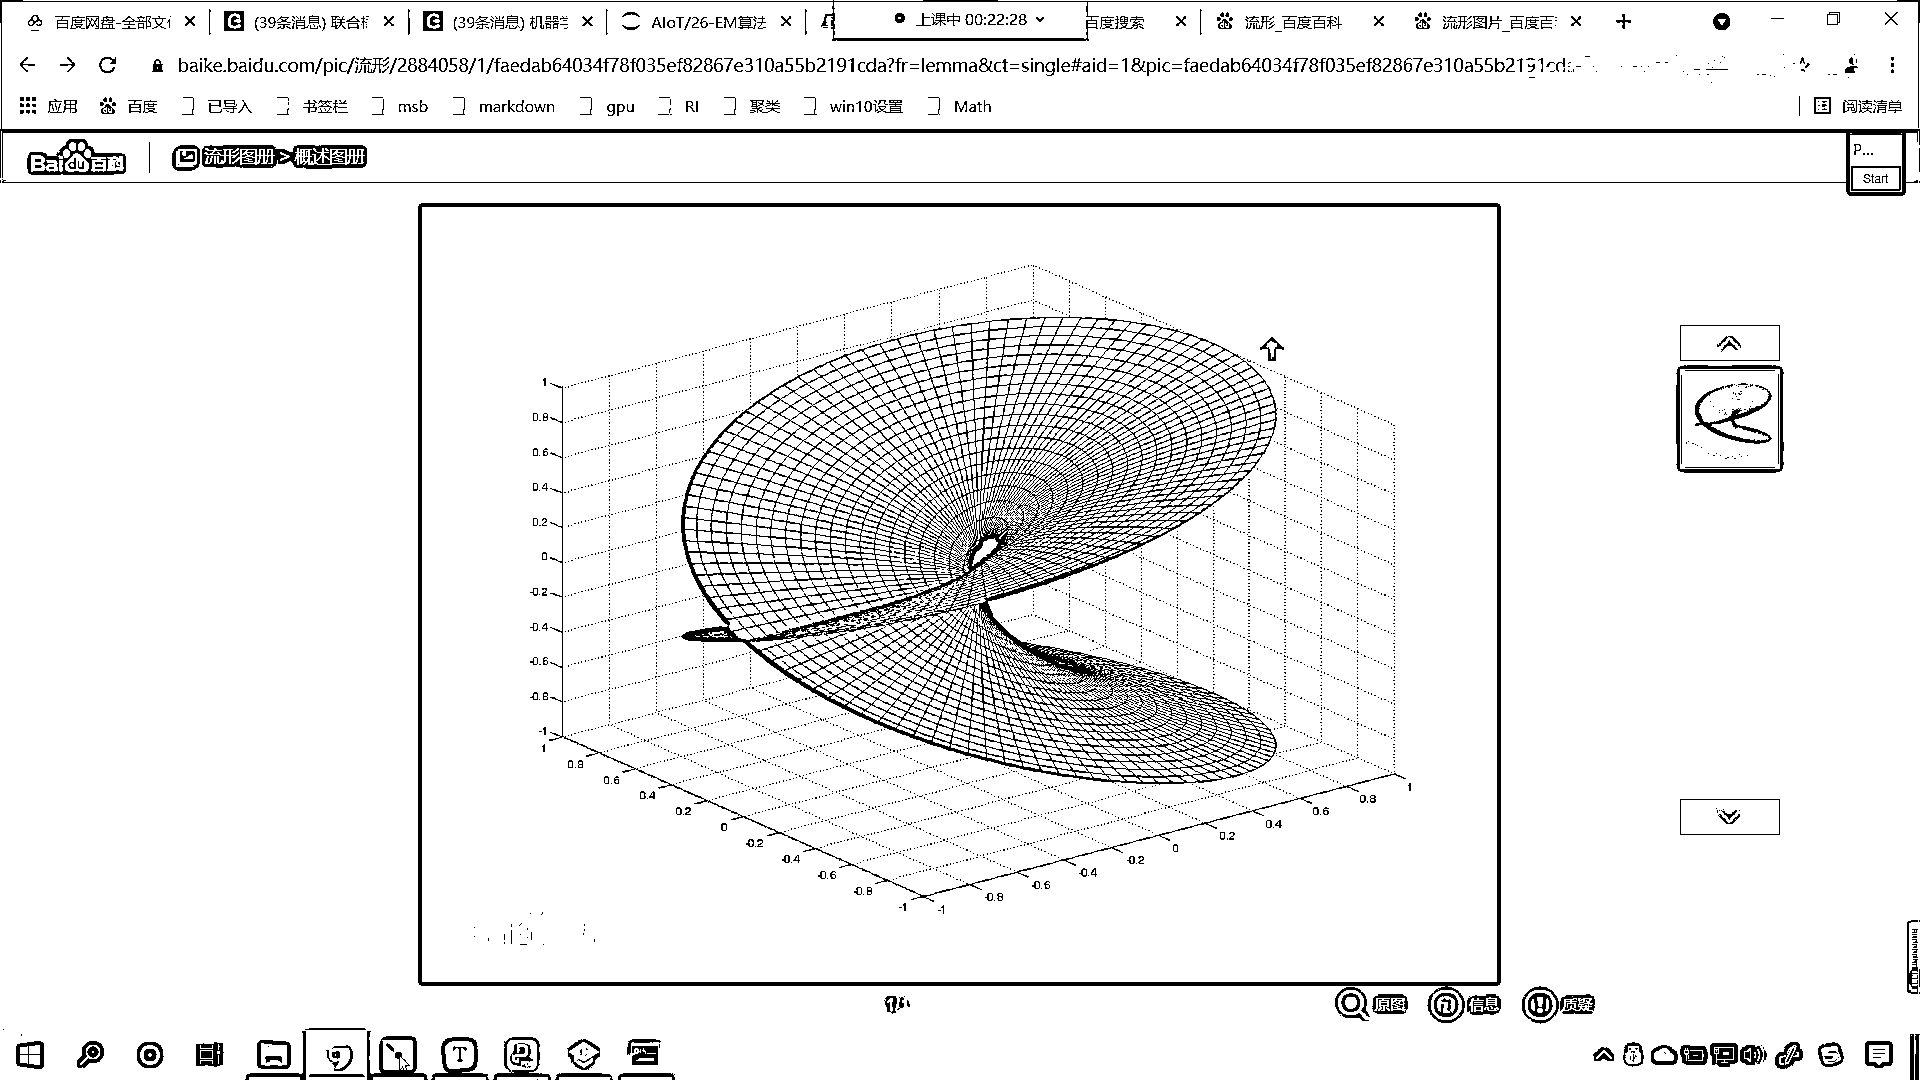 百度网盘-全部文 (39条消息) 联合 (39条消息) 机器 AIoT/26-EM算法 上课中 00:22:28 百度搜索 流形_百度百科 流形图片_百度百
baike.baidu.com/pic/流形/2884058/1/faedab64034f78f035ef82867e310a55b2191cda?fr=lemma&ct=single#aid=1&pic=faedab64034f78f035ef82867e310a55b2191cda
应用 百度 已导入 书签栏 msb markdown gpu RI 聚类 win10设置 Math 阅读清单
Baidu百科 流形图册 > 概述图册
P...
Start
1
0.8
0.6
0.4
0.2
0
-0.2
-0.4
-0.6
-0.8
-1
1 0.8 0.6 0.4 0.2 0 -0.2 -0.4 -0.6 -0.8 -1
-1 -0.8 -0.6 -0.4 -0.2 0 0.2 0.4 0.6 0.8 1
原图 信息 质疑